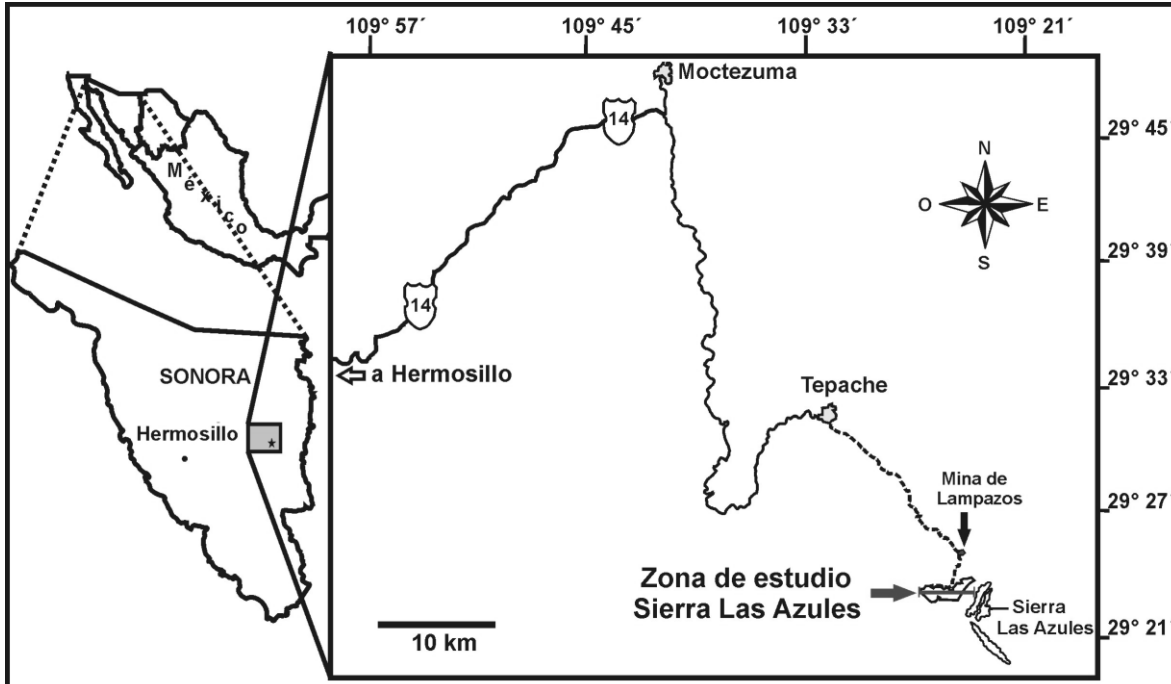 109° 57´ 109° 45´ 109° 33´ 109° 21´
Moctezuma
14
29° 45´
México
N
O E
S
29° 39´
14
SONORA
a Hermosillo
29° 33´
Tepache
Hermosillo
Mina de
Lampazos
29° 27´
Zona de estudio
Sierra Las Azules
Sierra
Las Azules
10 km
29° 21´